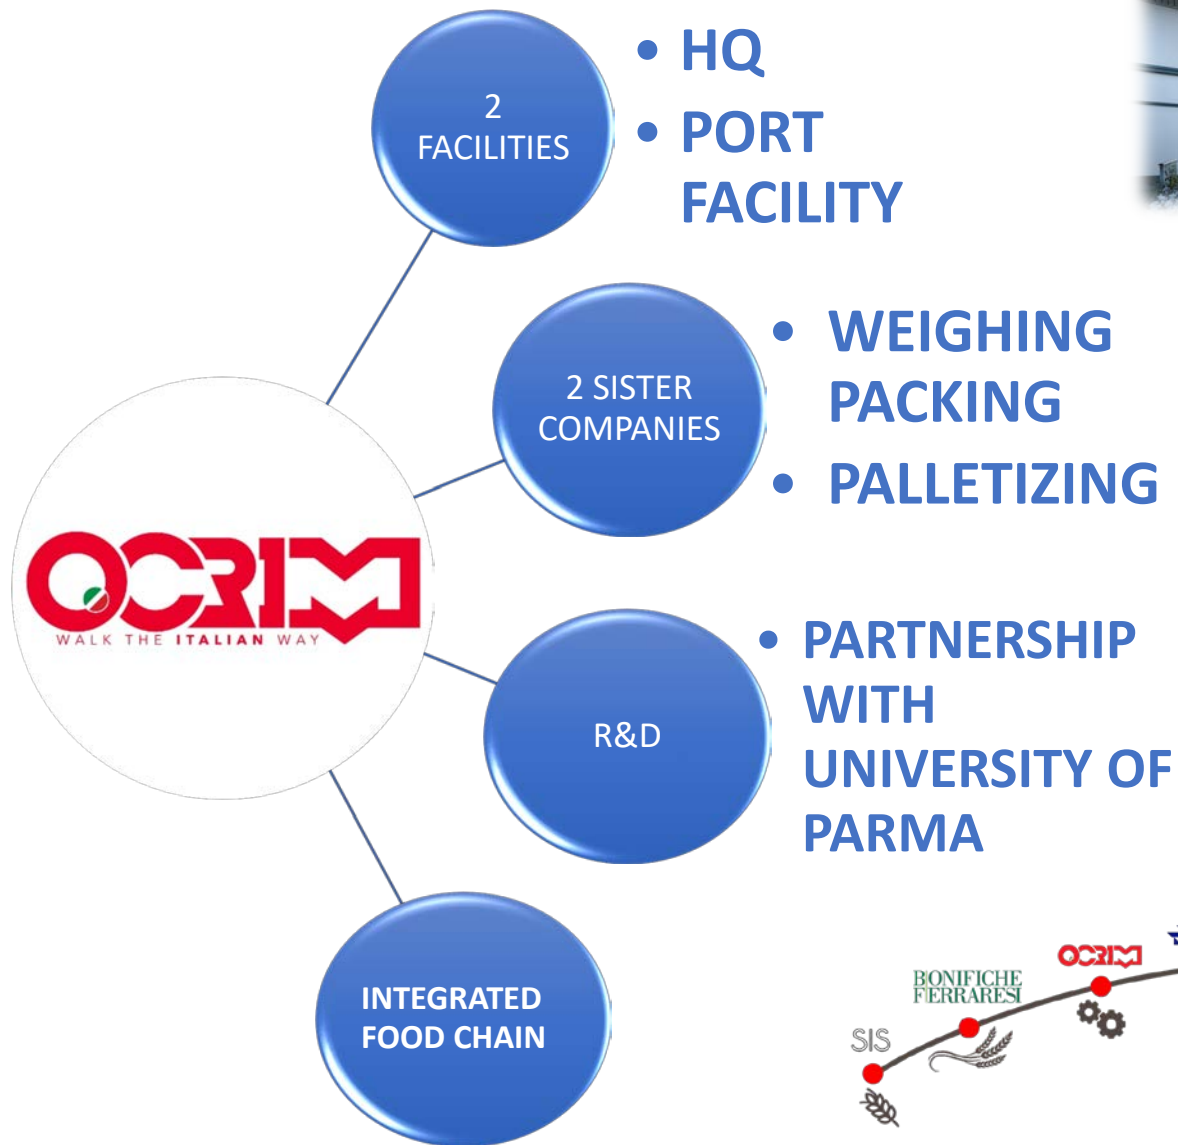 2
FACILITIES
• HQ
• PORT
FACILITY
2 SISTER
COMPANIES
• WEIGHING
PACKING
• PALLETIZING
OCRIM
WALK THE ITALIAN WAY
R&D
• PARTNERSHIP
WITH
UNIVERSITY OF
PARMA
INTEGRATED
FOOD CHAIN
SIS
BONIFICHE
FERRARESI
OCRIM